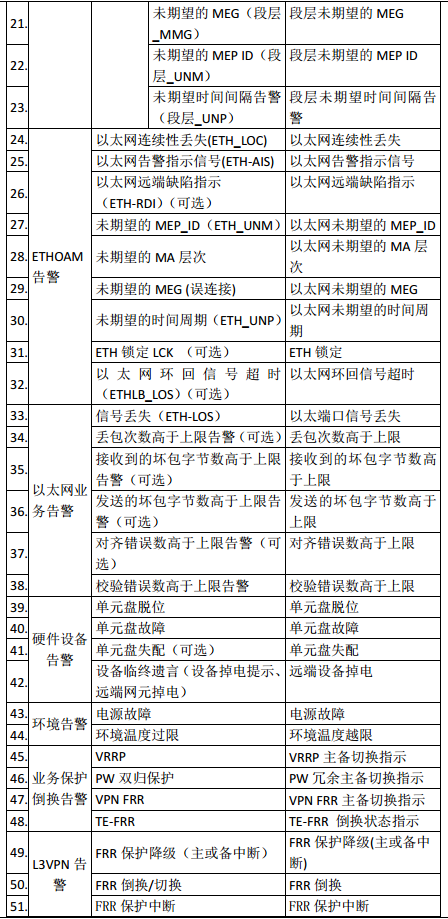 21.
未期望的 MEG（段层
_MMG）
段层未期望的 MEG
22.
未期望的 MEP ID（段
层_UNM）
段层未期望的 MEP ID
23.
未期望时间间隔告警
（段层_UNP）
段层未期望时间间隔告
警
ETHOAM
告警
24.
以太网连续性丢失(ETH_LOC)
以太网连续性丢失
25.
以太网告警指示信号(ETH-AIS)
以太网告警指示信号
26.
以太网远端缺陷指示
（ETH-RDI）（可选）
以太网远端缺陷指示
27.
未期望的 MEP_ID（ETH_UNM）
以太网未期望的 MEP_ID
28.
未期望的 MA 层次
以太网未期望的 MA 层
次
29.
未期望的 MEG (误连接)
以太网未期望的 MEG
30.
未期望的时间周期（ETH_UNP）
以太网未期望的时间周
期
31.
ETH 锁定 LCK （可选）
ETH 锁定
32.
以太网环回信号超时
（ETHLB_LOS）（可选）
以太网环回信号超时
以太网业
务告警
33.
信号丢失（ETH-LOS）
以太端口信号丢失
34.
丢包次数高于上限告警（可选）
丢包次数高于上限
35.
接收到的坏包字节数高于上限
告警（可选）
接收到的坏包字节数高
于上限
36.
发送的坏包字节数高于上限告
警（可选）
发送的坏包字节数高于
上限
37.
对齐错误数高于上限告警（可
选）
对齐错误数高于上限
38.
校验错误数高于上限告警
校验错误数高于上限
硬件设备
告警
39.
单元盘脱位
单元盘脱位
40.
单元盘故障
单元盘故障
41.
单元盘失配（可选）
单元盘失配
42.
设备临终遗言（设备掉电提示、
远端网元掉电）
远端设备掉电
环境告警
43.
电源故障
电源故障
44.
环境温度过限
环境温度越限
业务保护
倒换告警
45.
VRRP
VRRP 主备切换指示
46.
PW 双归保护
PW 冗余主备切换指示
47.
VPN FRR
VPN FRR 主备切换指示
48.
TE-FRR
TE-FRR 倒换状态指示
L3VPN 告
警
49.
FRR 保护降级（主或备中断）
FRR 保护降级(主或备中
断)
50.
FRR 倒换/切换
FRR 倒换
51.
FRR 保护中断
FRR 保护中断